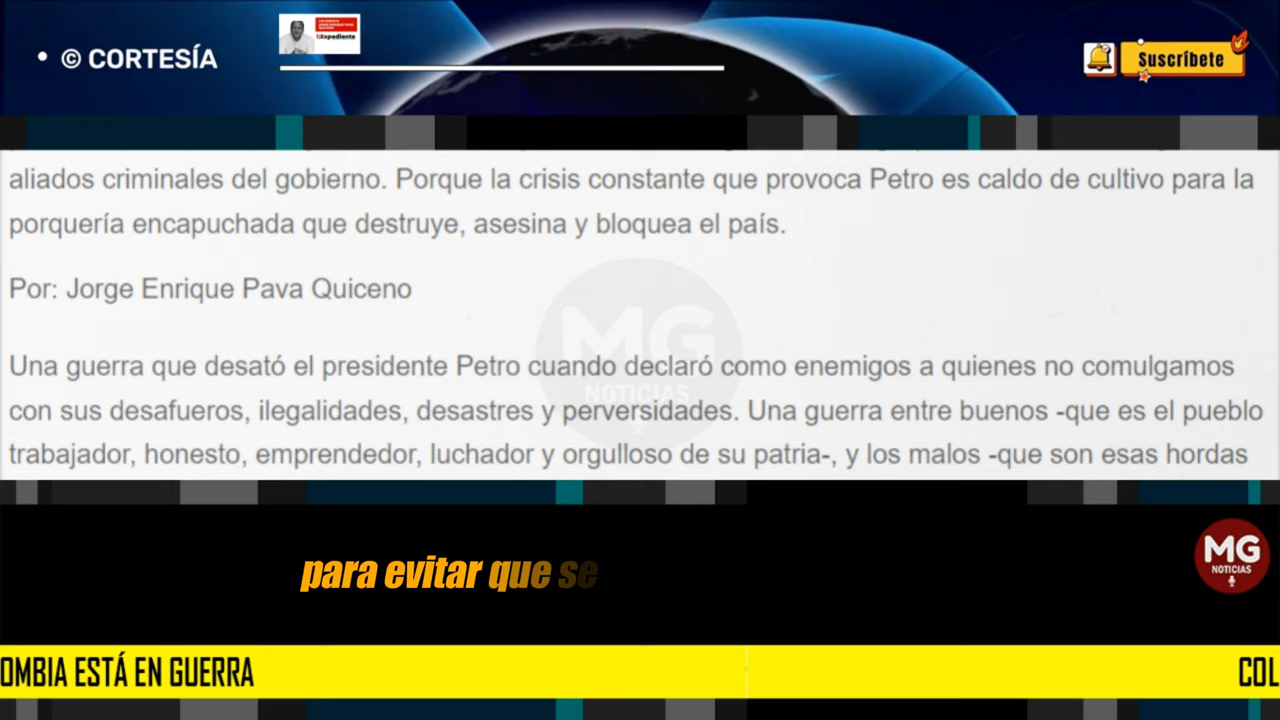 • © CORTESÍA
Expediente
Suscríbete
aliados criminales del gobierno. Porque la crisis constante que provoca Petro es caldo de cultivo para la
porquería encapuchada que destruye, asesina y bloquea el país.
Por: Jorge Enrique Pava Quiceno
Una guerra que desató el presidente Petro cuando declaró como enemigos a quienes no comulgamos
con sus desafueros, ilegalidades, desastres y perversidades. Una guerra entre buenos -que es el pueblo
trabajador, honesto, emprendedor, luchador y orgulloso de su patria-, y los malos -que son esas hordas
MG
NOTICIAS
para evitar que se
MG
NOTICIAS
OMBIA ESTÁ EN GUERRA
COL